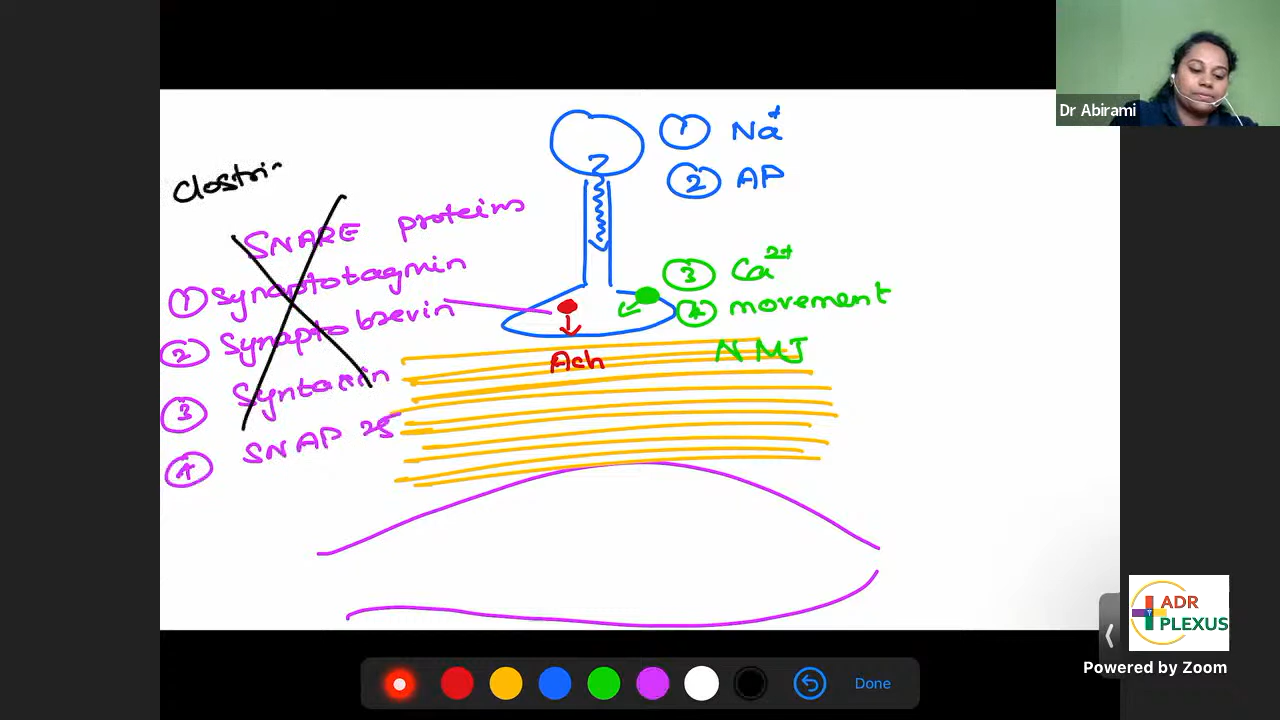 Dr Abirami
① Na+
② AP
Clostri
SNARE proteins
① Synaptotagmin
② Synaptobrevin
③ Syntaxin
④ SNAP 25
③ Ca2+
④ movement
NMJ
Ach
ADR
PLEXUS
Powered by Zoom
Done